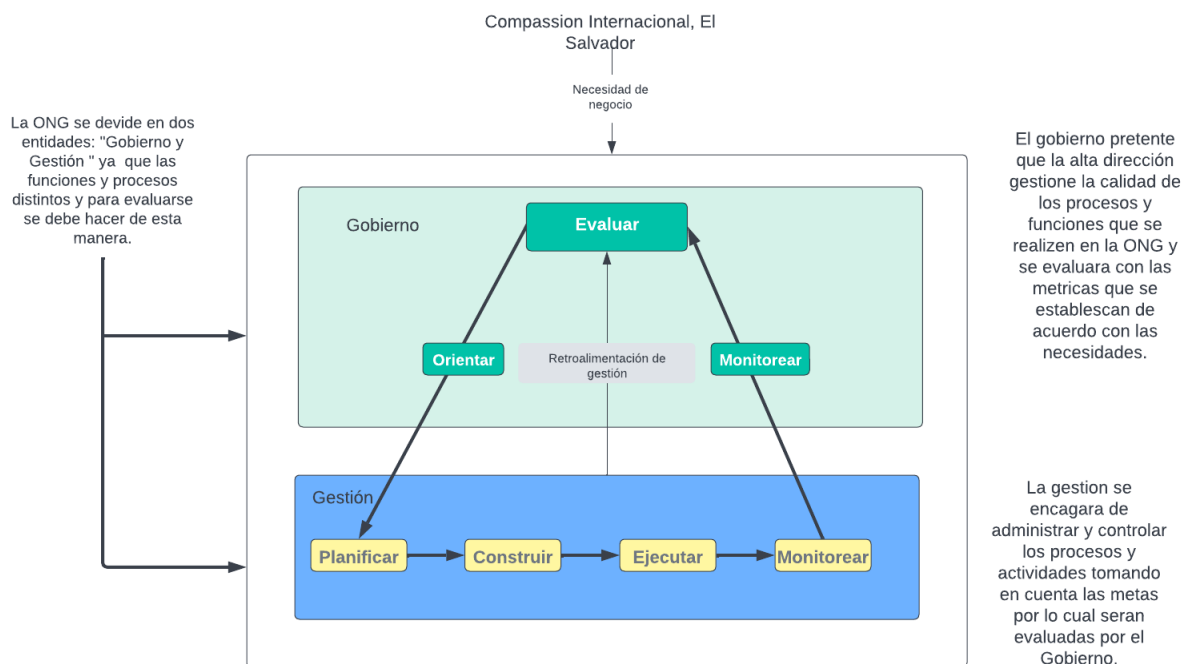 Compassion Internacional, El
Salvador
Necesidad de
negocio
La ONG se devide en dos
entidades: "Gobierno y
Gestión " ya  que las
funciones y procesos
distintos y para evaluarse
se debe hacer de esta
manera.
Gobierno
Evaluar
Orientar
Retroalimentación de
gestión
Monitorear
El gobierno pretente
que la alta dirección
gestione la calidad de
los procesos y
funciones que se
realizen en la ONG y
se evaluara con las
metricas que se
establescan de
acuerdo con las
necesidades.
Gestión
Planificar
Construir
Ejecutar
Monitorear
La gestion se
encagara de
administrar y controlar
los procesos y
actividades tomando
en cuenta las metas
por lo cual seran
evaluadas por el
Gobierno.